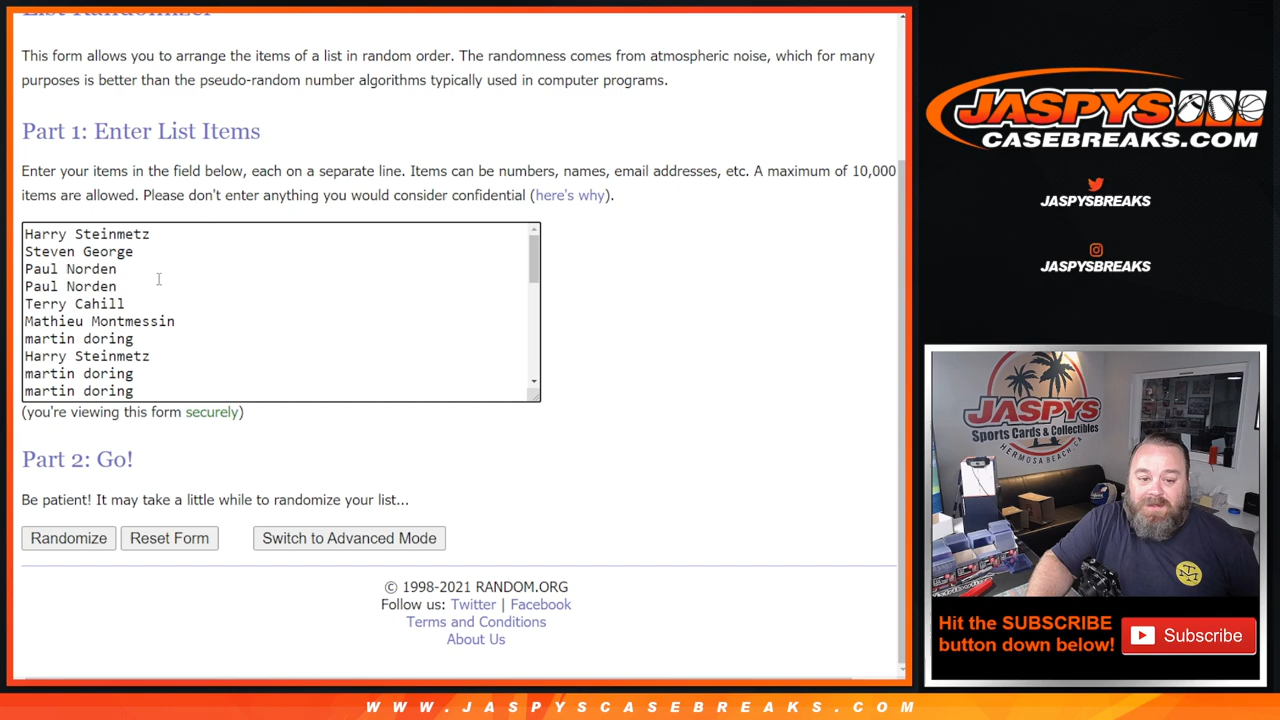 List Randomizer
This form allows you to arrange the items of a list in random order. The randomness comes from atmospheric noise, which for many
purposes is better than the pseudo-random number algorithms typically used in computer programs.
Part 1: Enter List Items
Enter your items in the field below, each on a separate line. Items can be numbers, names, email addresses, etc. A maximum of 10,000
items are allowed. Please don't enter anything you would consider confidential (here's why).
Harry Steinmetz
Steven George
Paul Norden
Paul Norden
Terry Cahill
Mathieu Montmessin
martin doring
Harry Steinmetz
martin doring
martin doring
(you're viewing this form securely)
Part 2: Go!
Be patient! It may take a little while to randomize your list...
Randomize Reset Form Switch to Advanced Mode
© 1998-2021 RANDOM.ORG
Follow us: Twitter | Facebook
Terms and Conditions
About Us
JASPYS
CASEBREAKS.COM
JASPYSBREAKS
JASPYSBREAKS
JASPYS
Sports Cards & Collectibles
HERMOSA BEACH, CA
Hit the SUBSCRIBE
button down below!
Subscribe
WWW.JASPYSCASEBREAKS.COM